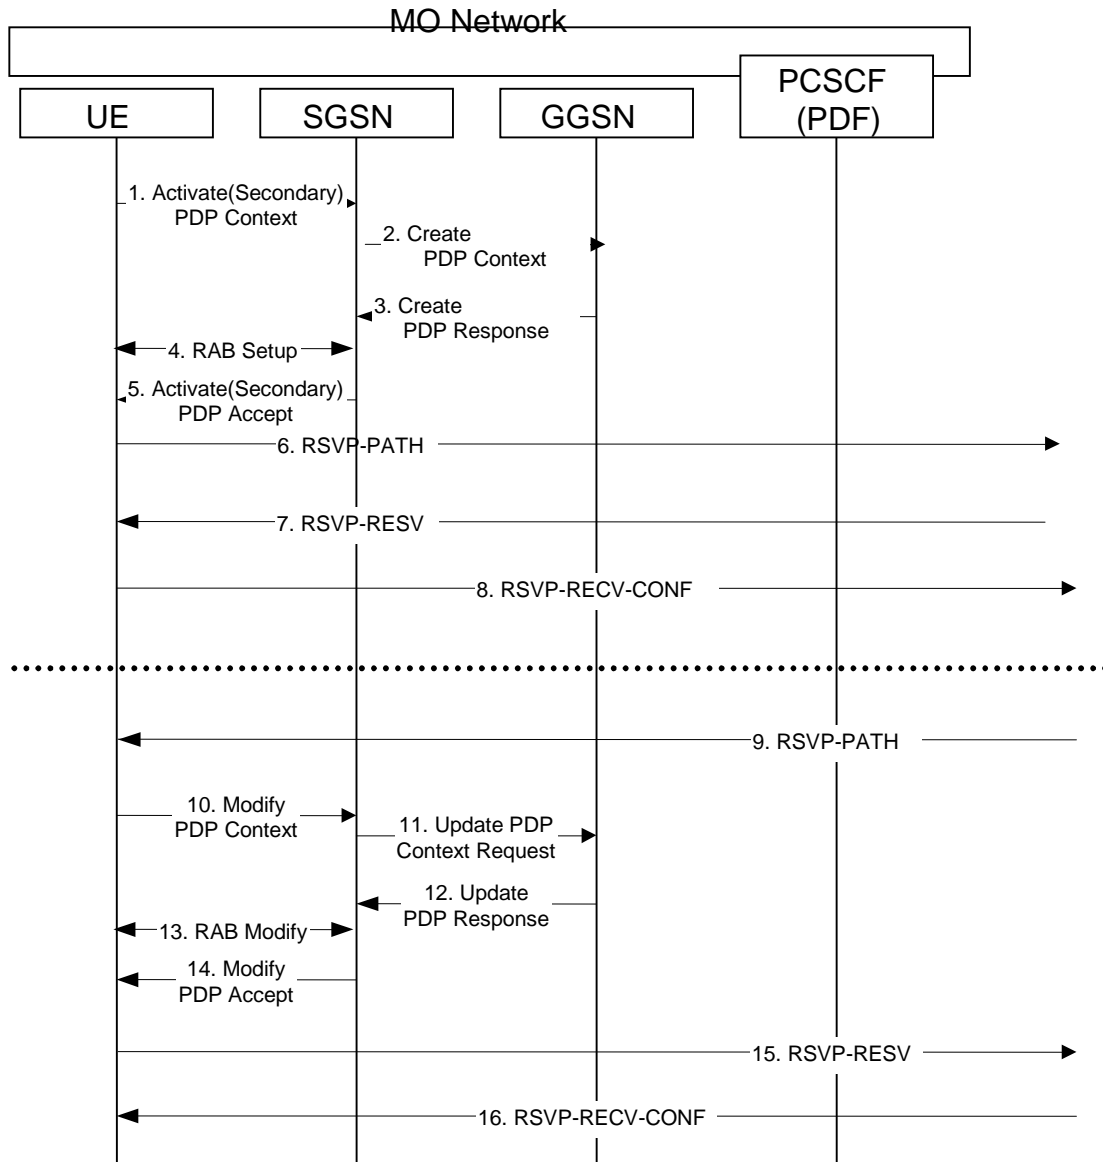 MO Network
UE
SGSN
GGSN
PCSCF
(PDF)
1. Activate(Secondary)
PDP Context
2. Create
PDP Context
3. Create
PDP Response
4. RAB Setup
5. Activate(Secondary)
PDP Accept
6. RSVP-PATH
7. RSVP-RESV
8. RSVP-RECV-CONF
9. RSVP-PATH
10. Modify
PDP Context
11. Update PDP
Context Request
12. Update
PDP Response
13. RAB Modify
14. Modify
PDP Accept
15. RSVP-RESV
16. RSVP-RECV-CONF